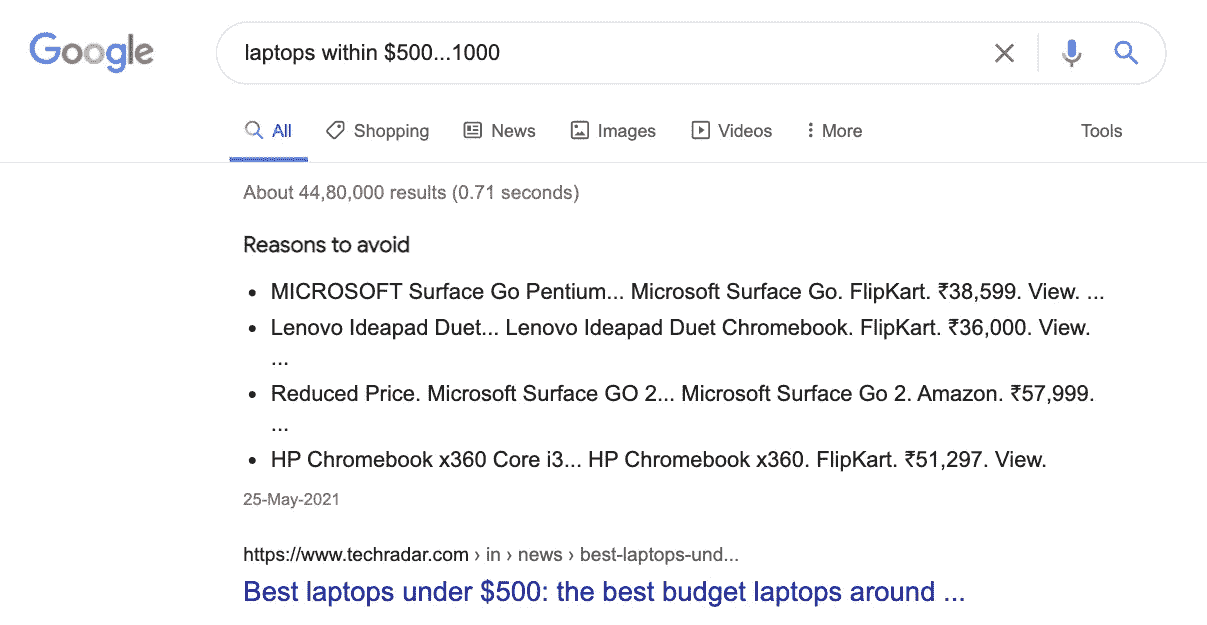 Google
laptops within $500...1000
All
Shopping
News
Images
Videos
More
Tools
About 44,80,000 results (0.71 seconds)
Reasons to avoid
• MICROSOFT Surface Go Pentium... Microsoft Surface Go. FlipKart. ₹38,599. View. ...
• Lenovo Ideapad Duet... Lenovo Ideapad Duet Chromebook. FlipKart. ₹36,000. View.
...
• Reduced Price. Microsoft Surface GO 2... Microsoft Surface Go 2. Amazon. ₹57,999.
...
• HP Chromebook x360 Core i3... HP Chromebook x360. FlipKart. ₹51,297. View.
25-May-2021
https://www.techradar.com › in › news › best-laptops-und...
Best laptops under $500: the best budget laptops around ...